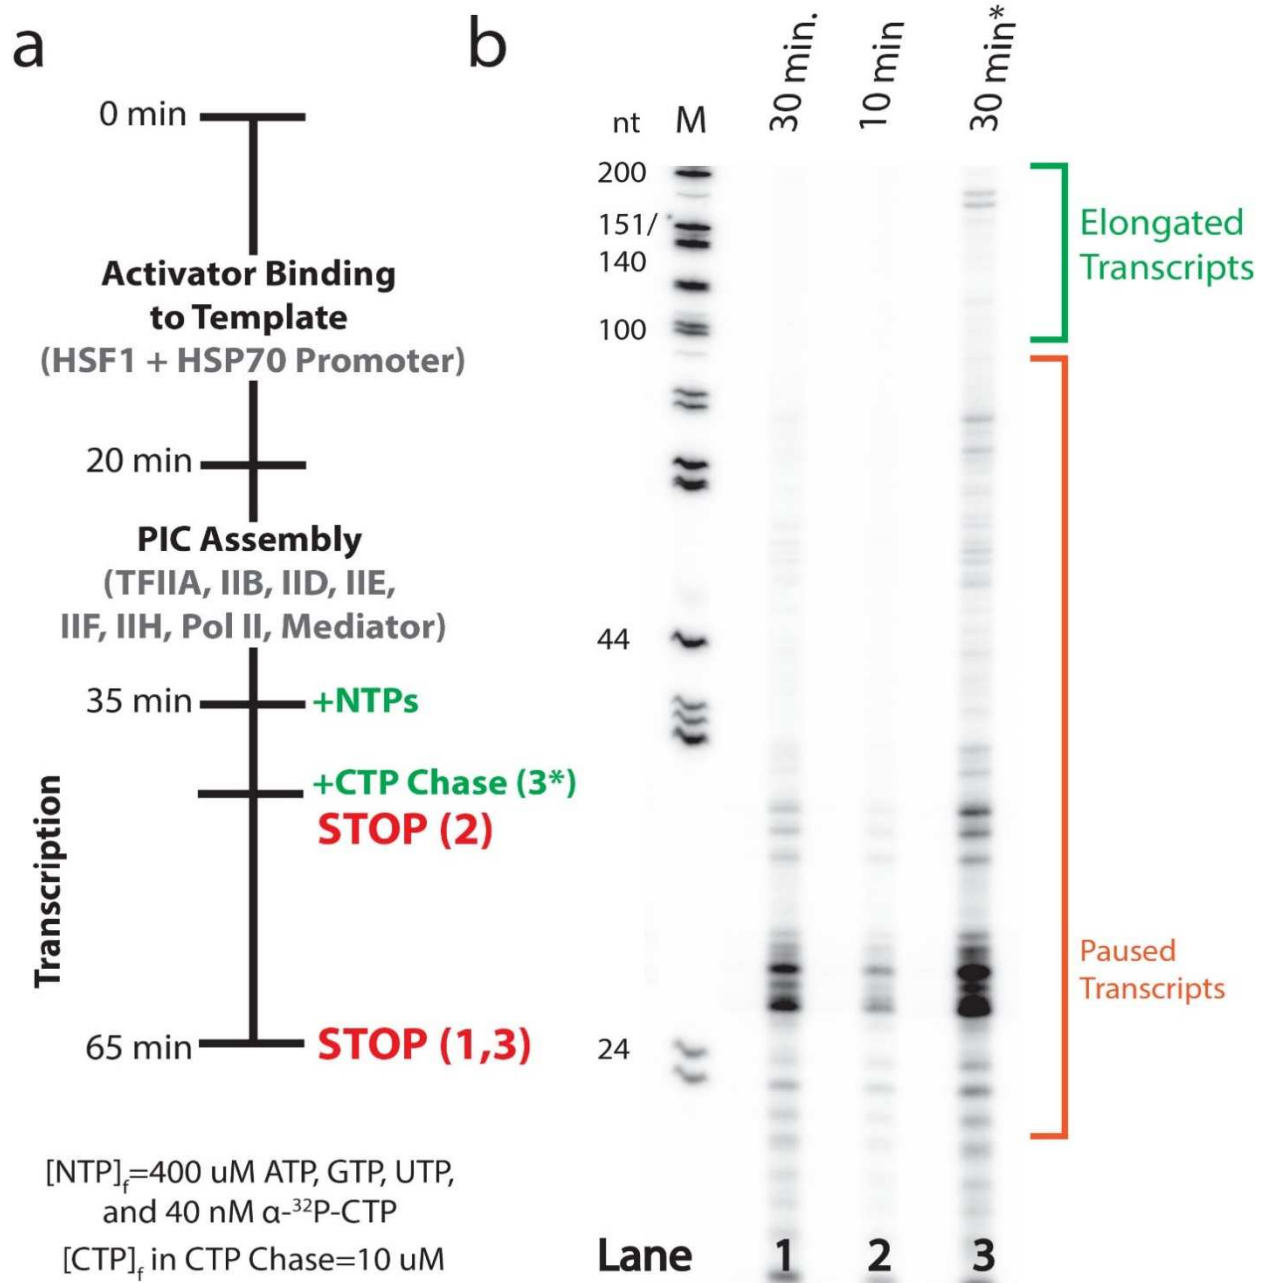 a
0 min
Activator Binding
to Template
(HSF1 + HSP70 Promoter)
20 min
PIC Assembly
(TFIIA, IIB, IID, IIE,
IIF, IIH, Pol II, Mediator)
35 min
+NTPs
+CTP Chase (3*)
STOP (2)
Transcription
65 min
STOP (1,3)
[NTP]f=400 uM ATP, GTP, UTP,
and 40 nM α-³²P-CTP
[CTP]f in CTP Chase=10 uM
b
nt M 30 min. 10 min 30 min*
200
151/
140
100
44
24
Elongated
Transcripts
Paused
Transcripts
Lane 1 2 3